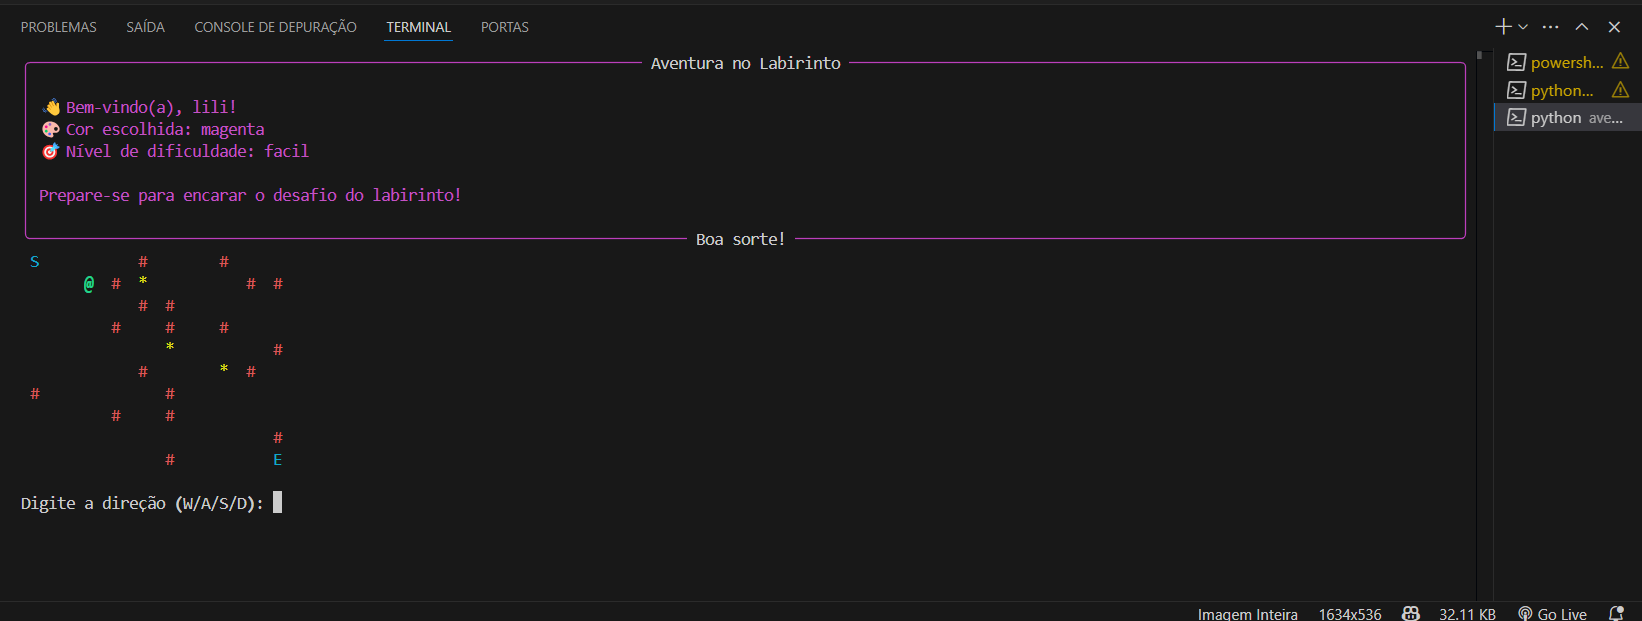 PROBLEMAS SAÍDA CONSOLE DE DEPURAÇÃO TERMINAL PORTAS
Aventura no Labirinto
👋 Bem-vindo(a), lili!
🎨 Cor escolhida: magenta
🎯 Nível de dificuldade: facil
Prepare-se para encarar o desafio do labirinto!
Boa sorte!
S # #
@ # * # #
# #
# # #
* #
# * #
# #
# #
#
# E
Digite a direção (W/A/S/D):
powersh...
python...
python ave...
Imagem Inteira 1634x536 32.11 KB Go Live